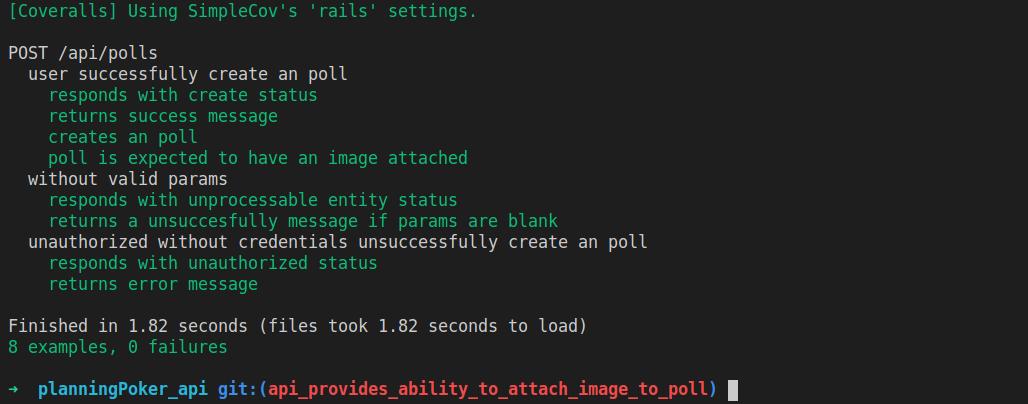 [Coveralls] Using SimpleCov's 'rails' settings.
POST /api/polls
user successfully create an poll
responds with create status
returns success message
creates an poll
poll is expected to have an image attached
without valid params
responds with unprocessable entity status
returns a unsuccesfully message if params are blank
unauthorized without credentials unsuccessfully create an poll
responds with unauthorized status
returns error message
Finished in 1.82 seconds (files took 1.82 seconds to load)
8 examples, 0 failures
➜ planningPoker_api git:(api_provides_ability_to_attach_image_to_poll)